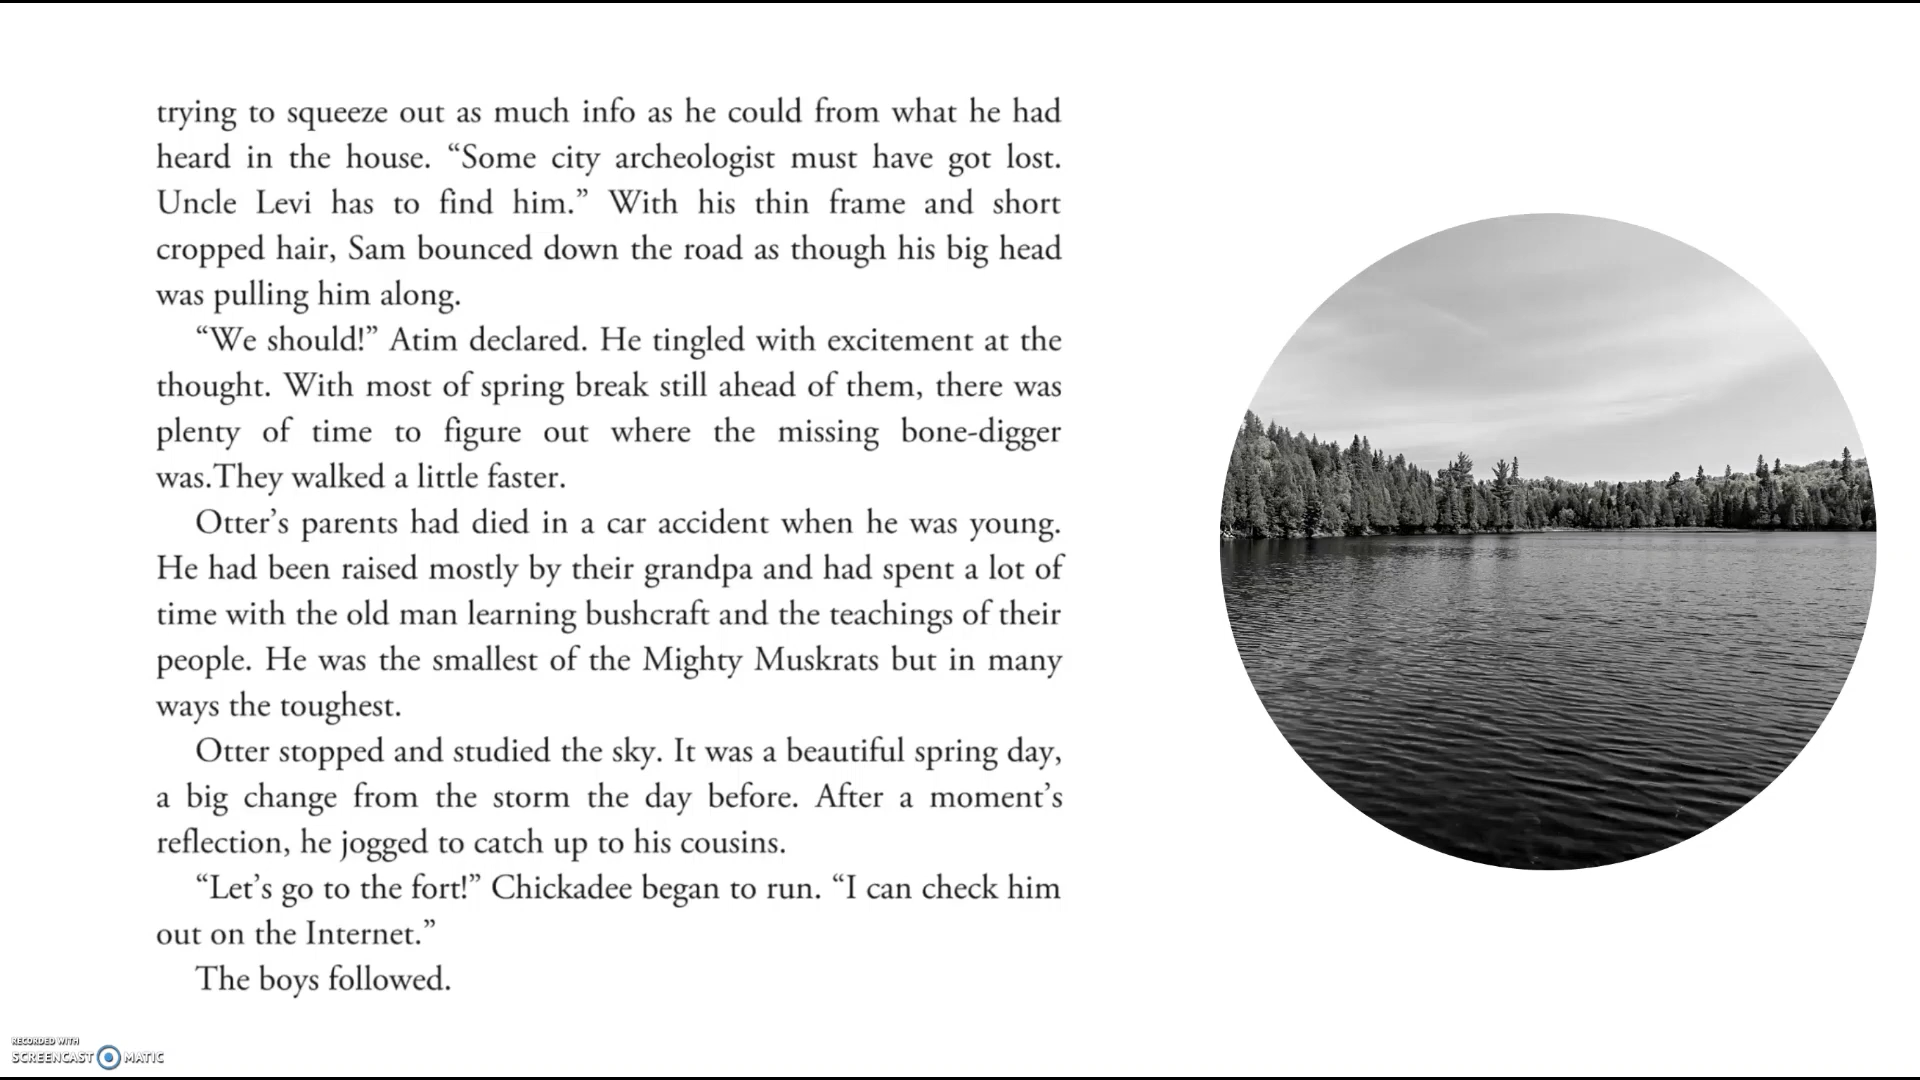 trying to squeeze out as much info as he could from what he had
heard in the house. “Some city archeologist must have got lost.
Uncle Levi has to find him.” With his thin frame and short
cropped hair, Sam bounced down the road as though his big head
was pulling him along.
“We should!” Atim declared. He tingled with excitement at the
thought. With most of spring break still ahead of them, there was
plenty of time to figure out where the missing bone-digger
was.They walked a little faster.
Otter’s parents had died in a car accident when he was young.
He had been raised mostly by their grandpa and had spent a lot of
time with the old man learning bushcraft and the teachings of their
people. He was the smallest of the Mighty Muskrats but in many
ways the toughest.
Otter stopped and studied the sky. It was a beautiful spring day,
a big change from the storm the day before. After a moment’s
reflection, he jogged to catch up to his cousins.
“Let’s go to the fort!” Chickadee began to run. “I can check him
out on the Internet.”
The boys followed.
RECORDED WITH
SCREENCAST MATIC